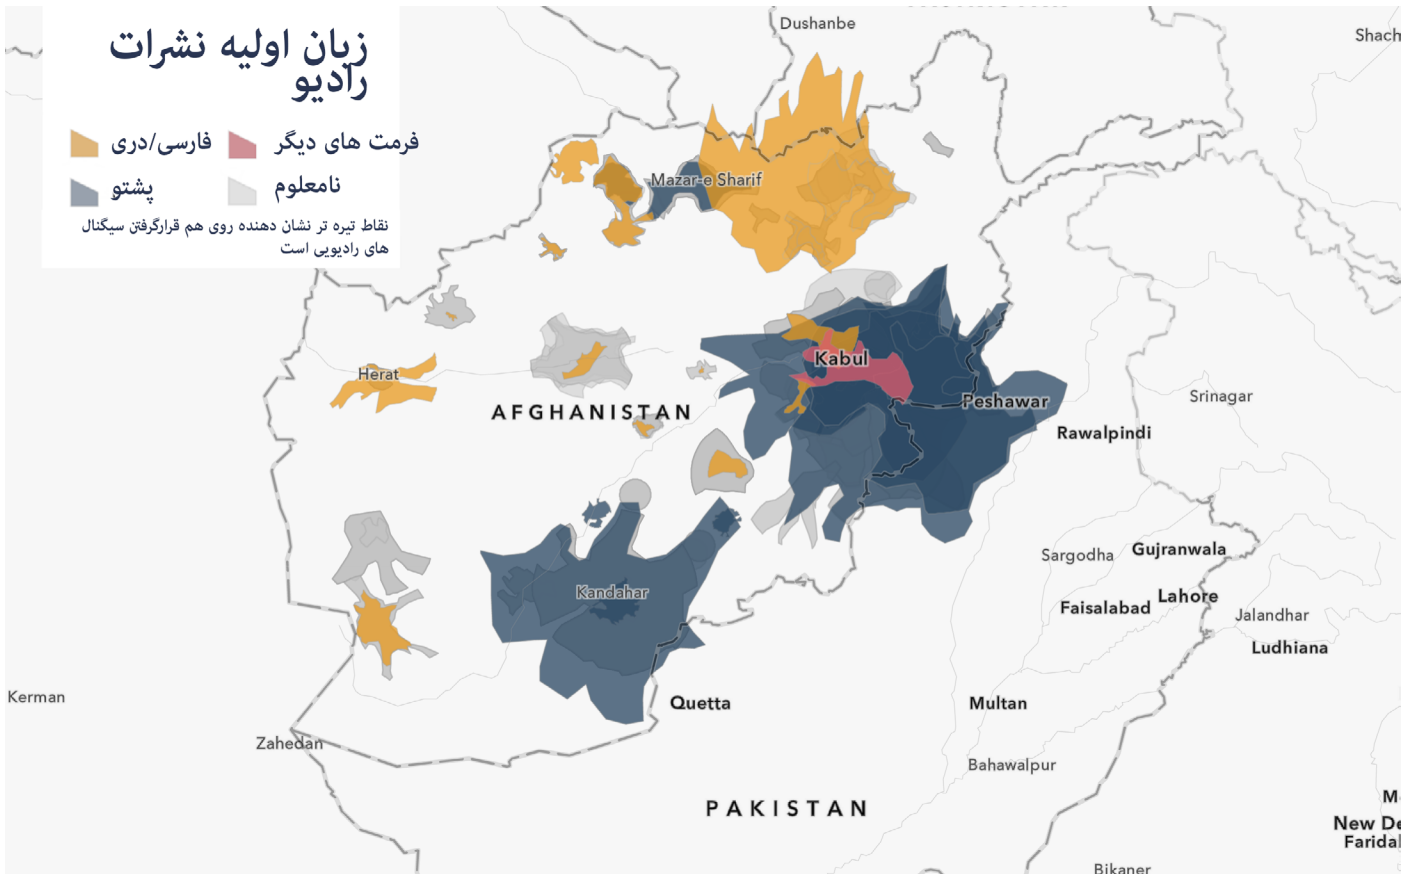 زبان اولیه نشرات
رادیو
فارسی/دری
فرمت های دیگر
پشتو
نامعلوم
نقاط تیره تر نشان دهنده روی هم قرارگرفتن سیگنال
های رادیویی است
Dushanbe
Shach
Mazar-e Sharif
Herat
Kabul
AFGHANISTAN
Peshawar
Srinagar
Rawalpindi
Kandahar
Sargodha
Gujranwala
Faisalabad
Lahore
Jalandhar
Ludhiana
Kerman
Quetta
Multan
Zahedan
Bahawalpur
PAKISTAN
M
New De
Farida
Bikaner